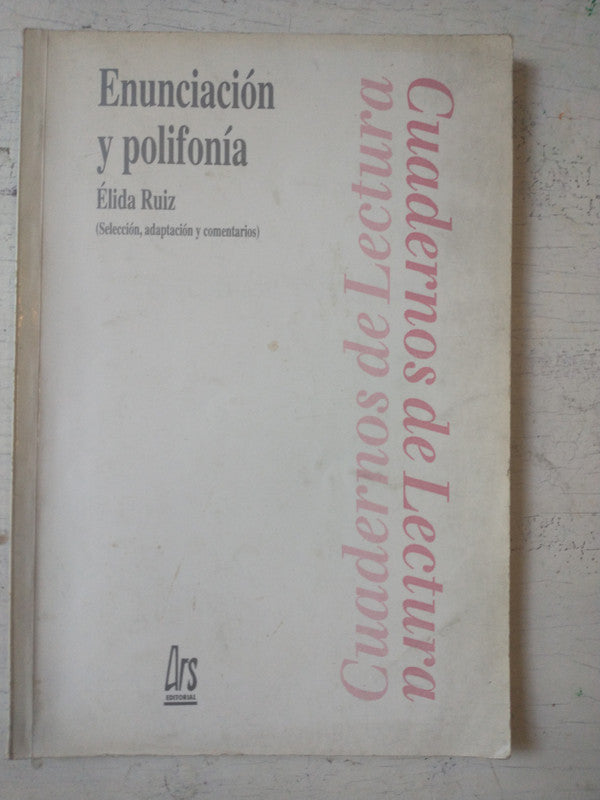 Enunciación
y polifonía
Élida Ruiz
(Selección, adaptación y comentarios)
Cuadernos de Lectura
Cuadernos de Lectura
Ars
EDITORIAL